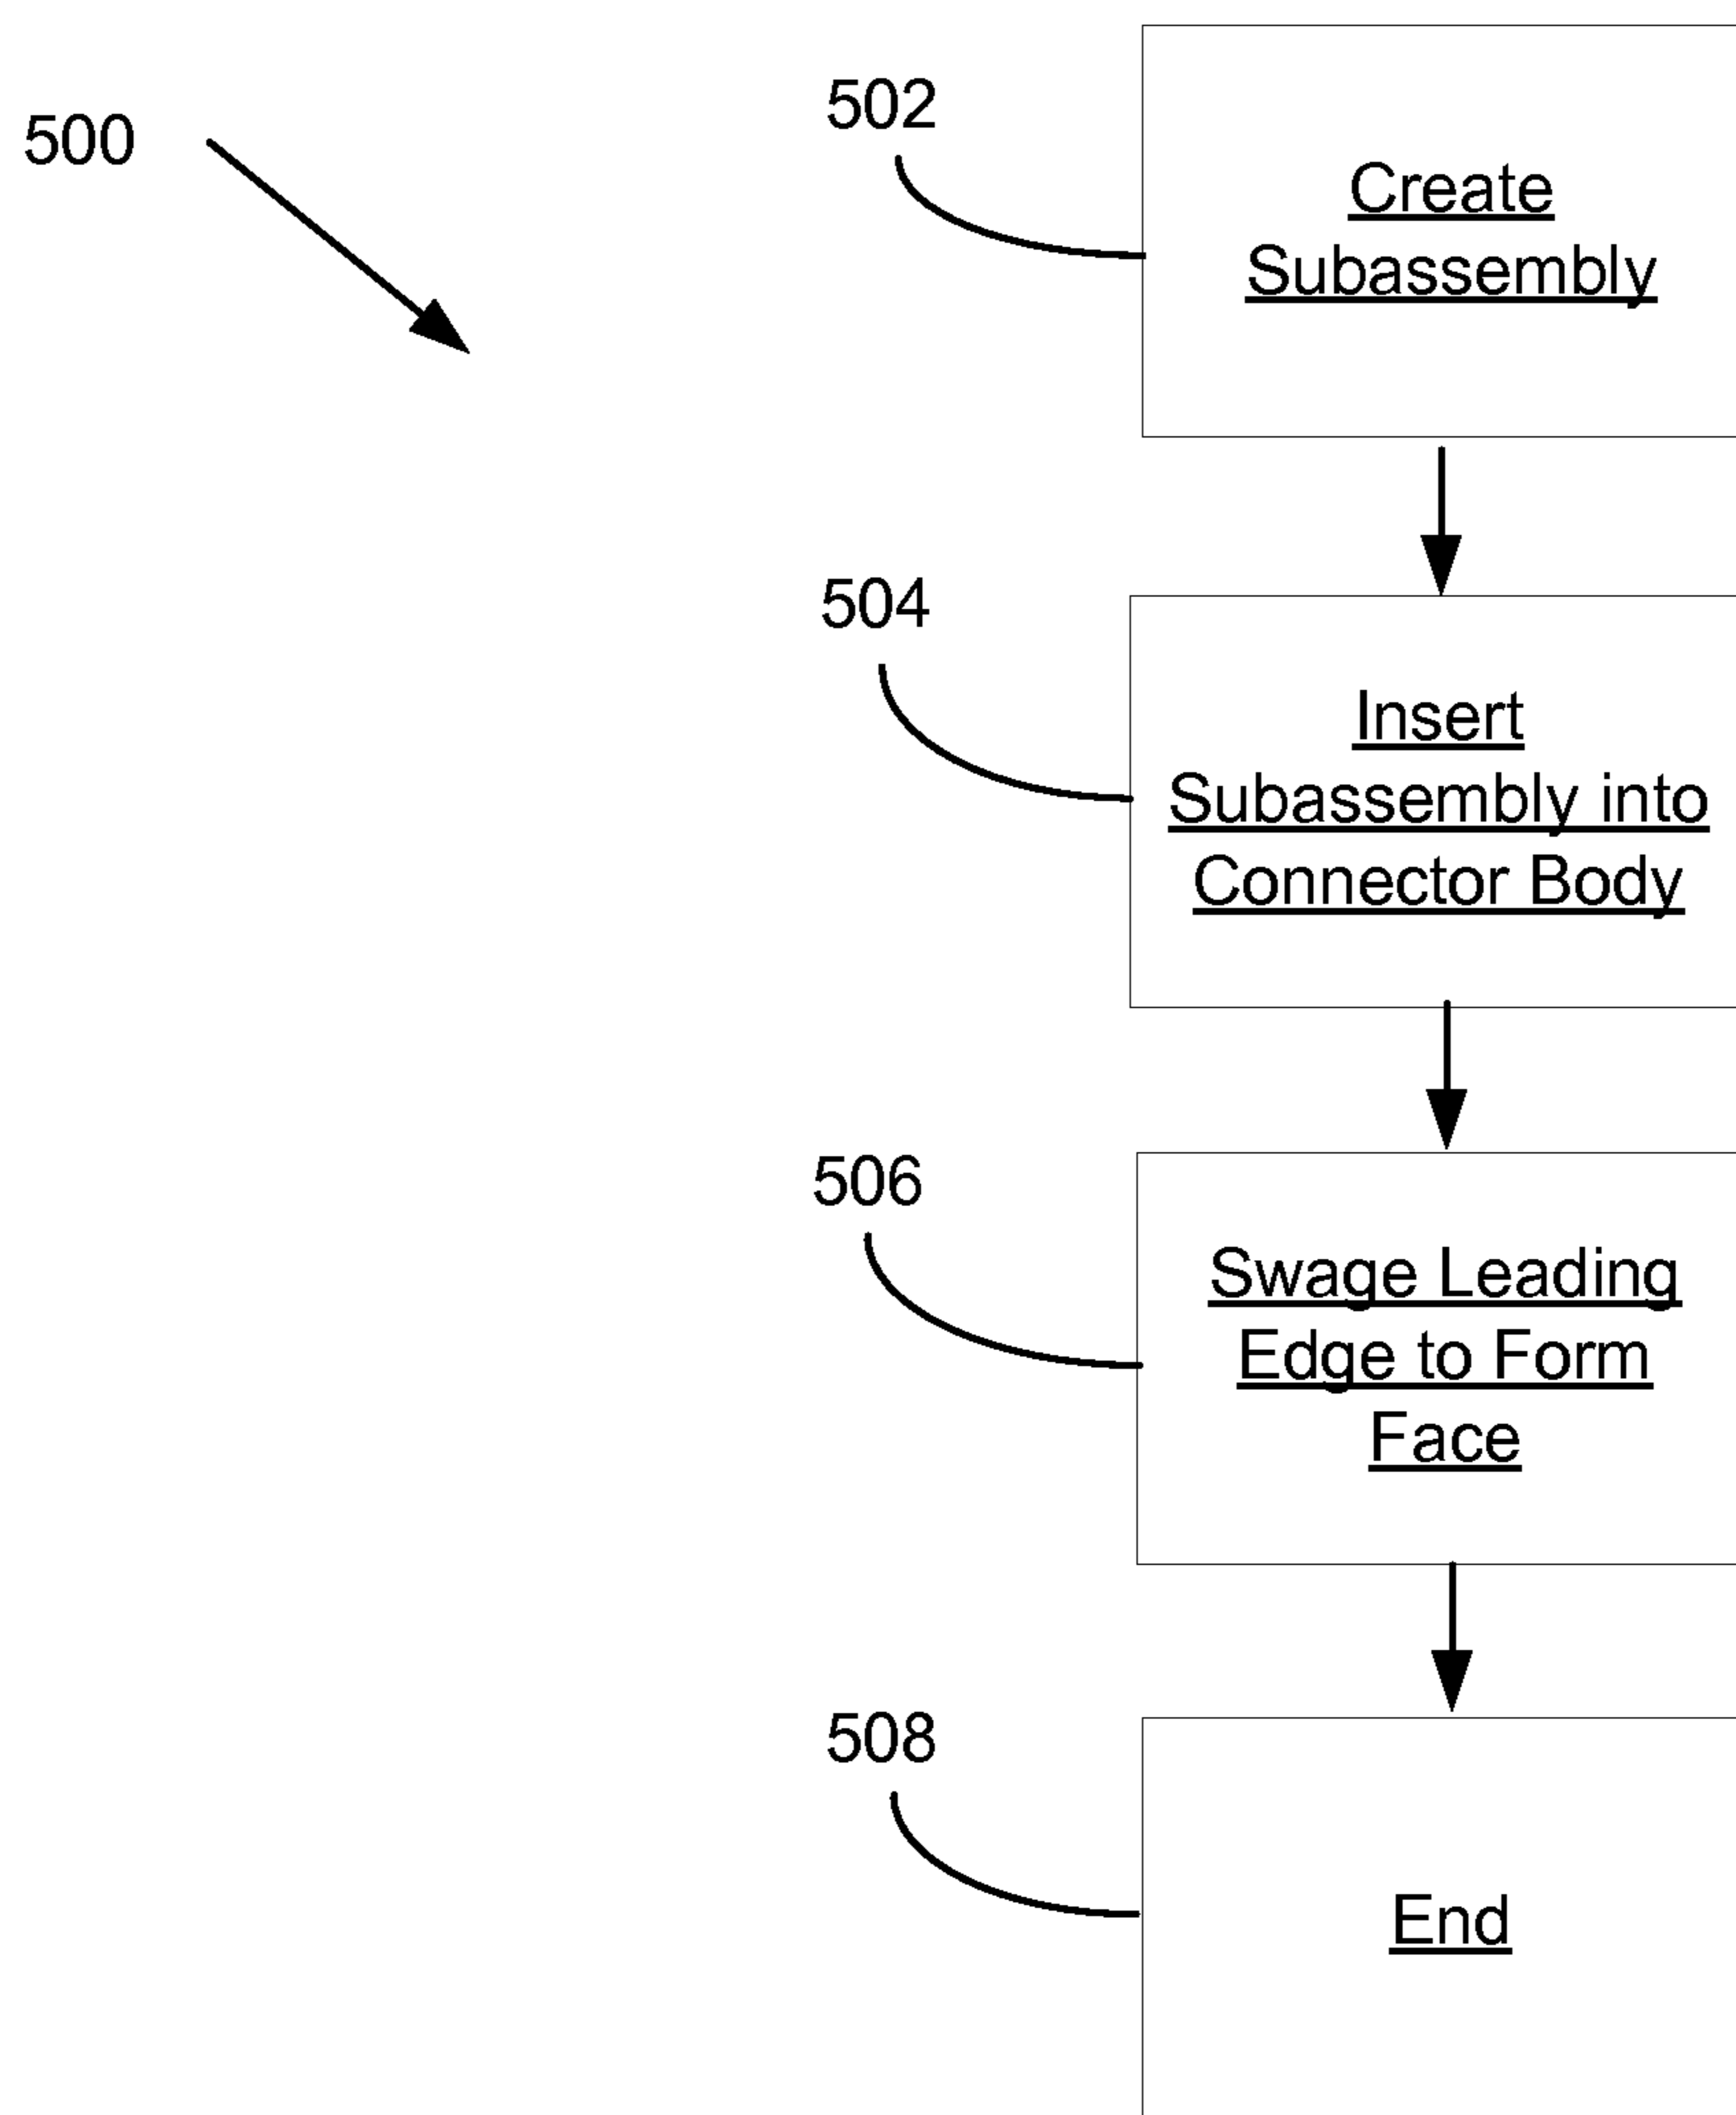 500
502
Create
Subassembly
504
Insert
Subassembly into
Connector Body
506
Swage Leading
Edge to Form
Face
508
End